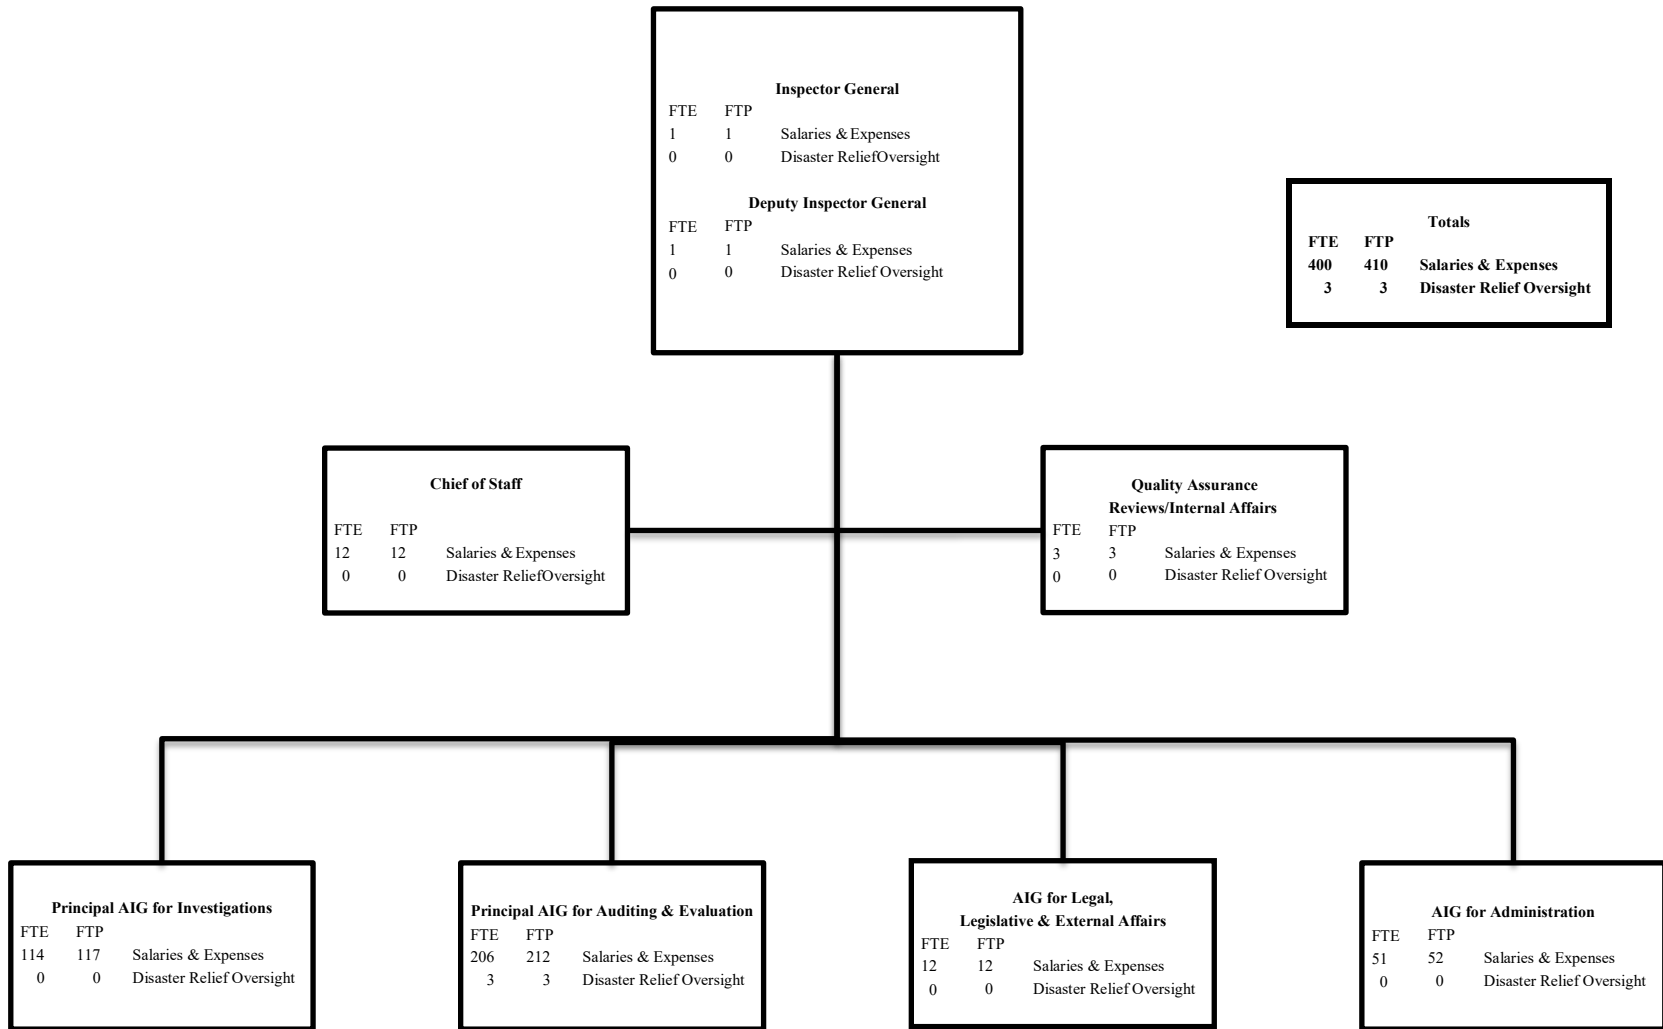 Inspector General
FTE FTP
1 1 Salaries & Expenses
0 0 Disaster ReliefOversight
Deputy Inspector General
FTE FTP
1 1 Salaries & Expenses
0 0 Disaster Relief Oversight
Totals
FTE FTP
400 410 Salaries & Expenses
3 3 Disaster Relief Oversight
Chief of Staff
FTE FTP
12 12 Salaries & Expenses
0 0 Disaster ReliefOversight
Quality Assurance
Reviews/Internal Affairs
FTE FTP
3 3 Salaries & Expenses
0 0 Disaster Relief Oversight
Principal AIG for Investigations
FTE FTP
114 117 Salaries & Expenses
0 0 Disaster Relief Oversight
Principal AIG for Auditing & Evaluation
FTE FTP
206 212 Salaries & Expenses
3 3 Disaster Relief Oversight
AIG for Legal,
Legislative & External Affairs
FTE FTP
12 12 Salaries & Expenses
0 0 Disaster Relief Oversight
AIG for Administration
FTE FTP
51 52 Salaries & Expenses
0 0 Disaster Relief Oversight